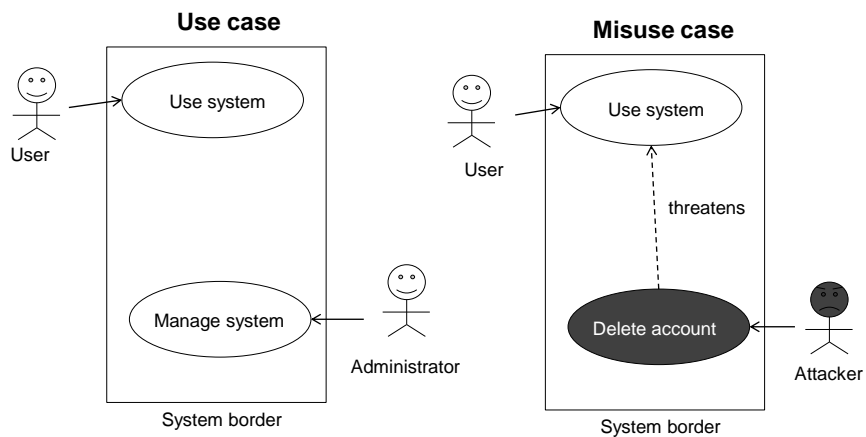 Use case
Use system
User
Manage system
Administrator
System border
Misuse case
Use system
User
threatens
Delete account
Attacker
System border